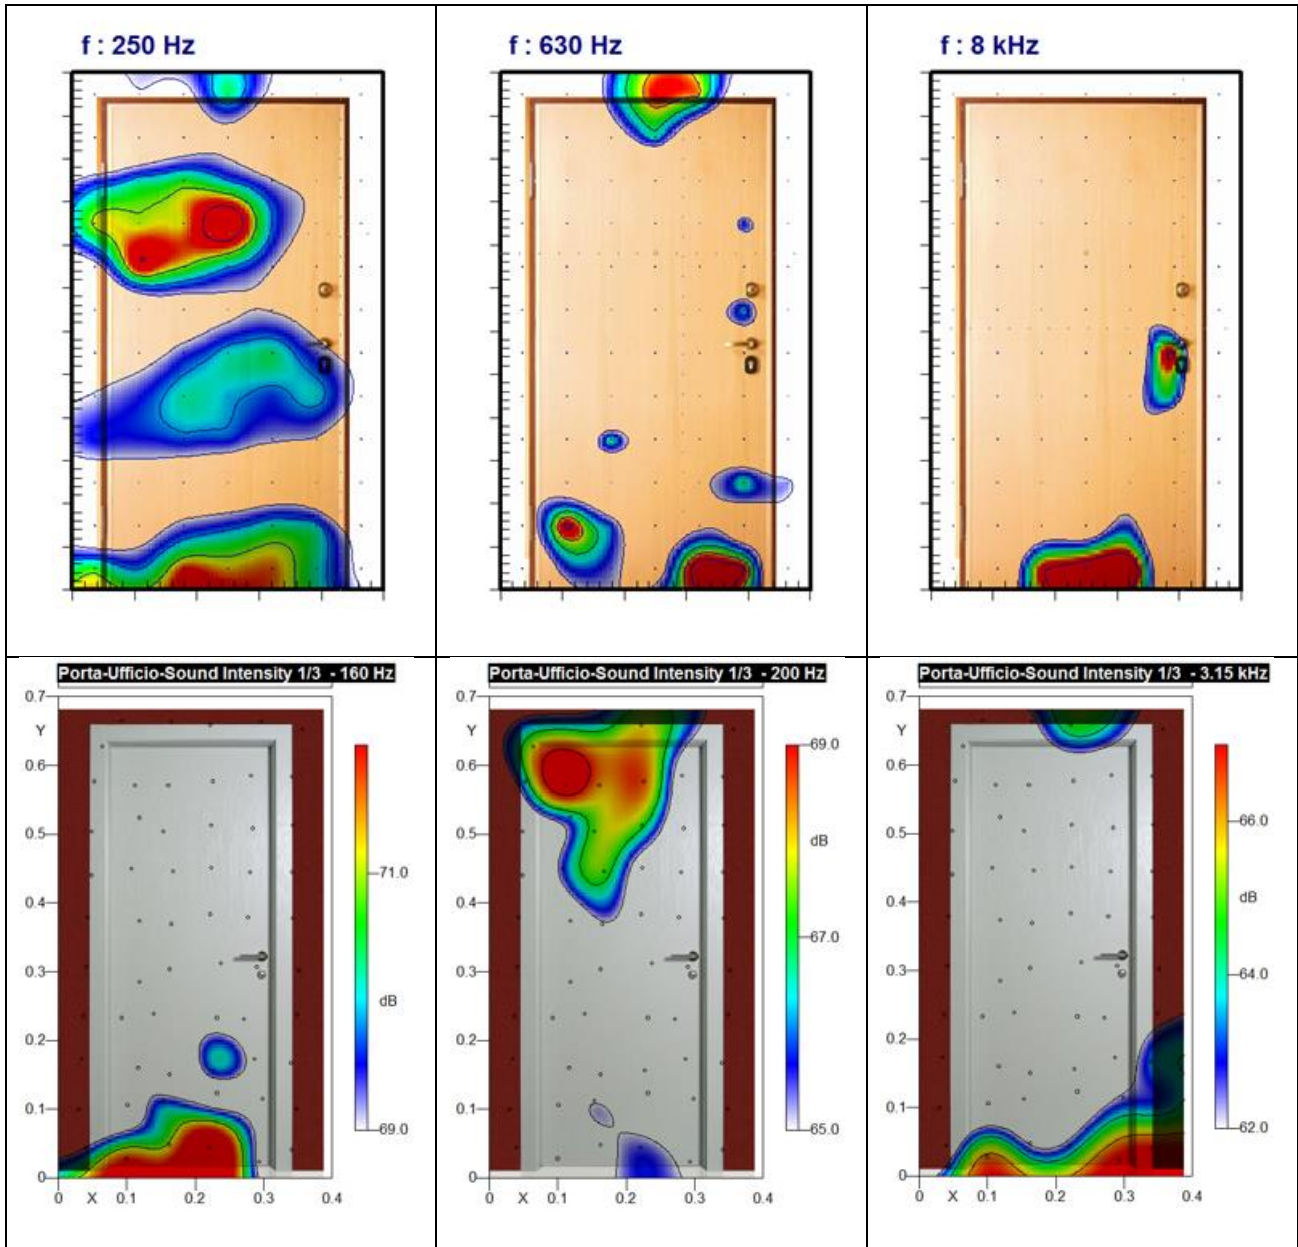 f : 250 Hz
f : 630 Hz
f : 8 kHz
Porta-Ufficio-Sound Intensity 1/3 - 160 Hz
0.7
Y
0.6
0.5
0.4
0.3
0.2
0.1
0
0 X 0.1 0.2 0.3 0.4
71.0
dB
69.0
Porta-Ufficio-Sound Intensity 1/3 - 200 Hz
0.7
Y
0.6
0.5
0.4
0.3
0.2
0.1
0
0 X 0.1 0.2 0.3 0.4
69.0
dB
67.0
65.0
Porta-Ufficio-Sound Intensity 1/3 - 3.15 kHz
0.7
Y
0.6
0.5
0.4
0.3
0.2
0.1
0
0 X 0.1 0.2 0.3 0.4
66.0
dB
64.0
62.0